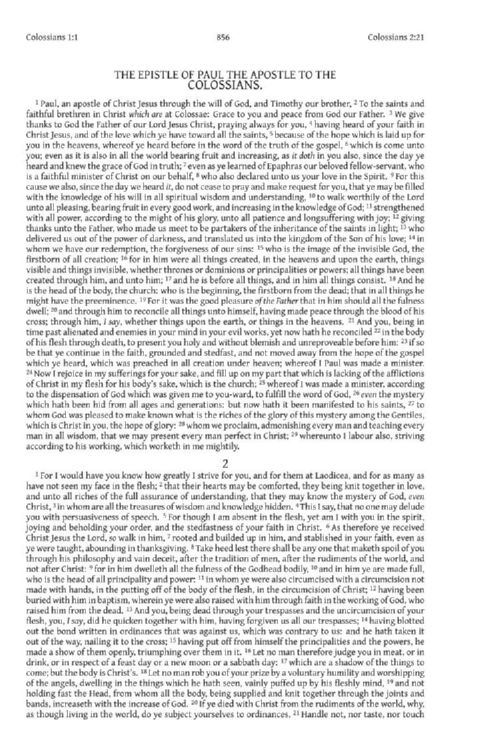 Colossians 1:1 856 Colossians 2:21
THE EPISTLE OF PAUL THE APOSTLE TO THE
COLOSSIANS.
1 Paul, an apostle of Christ Jesus through the will of God, and Timothy our brother, 2 To the saints and
faithful brethren in Christ which are at Colossae: Grace to you and peace from God our Father. 3 We give
thanks to God the Father of our Lord Jesus Christ, praying always for you, 4 having heard of your faith in
Christ Jesus, and of the love which ye have toward all the saints, 5 because of the hope which is laid up for
you in the heavens, whereof ye heard before in the word of the truth of the gospel, 6 which is come unto
you; even as it is also in all the world bearing fruit and increasing, as it doth in you also, since the day ye
heard and knew the grace of God in truth; 7 even as ye learned of Epaphras our beloved fellow-servant, who
is a faithful minister of Christ on our behalf, 8 who also declared unto us your love in the Spirit. 9 For this
cause we also, since the day we heard it, do not cease to pray and make request for you, that ye may be filled
with the knowledge of his will in all spiritual wisdom and understanding, 10 to walk worthily of the Lord
unto all pleasing, bearing fruit in every good work, and increasing in the knowledge of God; 11 strengthened
with all power, according to the might of his glory, unto all patience and longsuffering with joy; 12 giving
thanks unto the Father, who made us meet to be partakers of the inheritance of the saints in light; 13 who
delivered us out of the power of darkness, and translated us into the kingdom of the Son of his love; 14 in
whom we have our redemption, the forgiveness of our sins: 15 who is the image of the invisible God, the
firstborn of all creation; 16 for in him were all things created, in the heavens and upon the earth, things
visible and things invisible, whether thrones or dominions or principalities or powers; all things have been
created through him, and unto him; 17 and he is before all things, and in him all things consist. 18 And he
is the head of the body, the church: who is the beginning, the firstborn from the dead; that in all things he
might have the preeminence. 19 For it was the good pleasure of the Father that in him should all the fulness
dwell; 20 and through him to reconcile all things unto himself, having made peace through the blood of his
cross; through him, I say, whether things upon the earth, or things in the heavens. 21 And you, being in
time past alienated and enemies in your mind in your evil works, yet now hath he reconciled 22 in the body
of his flesh through death, to present you holy and without blemish and unreproveable before him: 23 if so
be that ye continue in the faith, grounded and stedfast, and not moved away from the hope of the gospel
which ye heard, which was preached in all creation under heaven; whereof I Paul was made a minister.
24 Now I rejoice in my sufferings for your sake, and fill up on my part that which is lacking of the afflictions
of Christ in my flesh for his body's sake, which is the church; 25 whereof I was made a minister, according
to the dispensation of God which was given me to you-ward, to fulfill the word of God, 26 even the mystery
which hath been hid from all ages and generations: but now hath it been manifested to his saints, 27 to
whom God was pleased to make known what is the riches of the glory of this mystery among the Gentiles,
which is Christ in you, the hope of glory: 28 whom we proclaim, admonishing every man and teaching every
man in all wisdom, that we may present every man perfect in Christ; 29 whereunto I labour also, striving
according to his working, which worketh in me mightily.
2
1 For I would have you know how greatly I strive for you, and for them at Laodicea, and for as many as
have not seen my face in the flesh; 2 that their hearts may be comforted, they being knit together in love,
and unto all riches of the full assurance of understanding, that they may know the mystery of God, even
Christ, 3 in whom are all the treasures of wisdom and knowledge hidden. 4 This I say, that no one may delude
you with persuasiveness of speech. 5 For though I am absent in the flesh, yet am I with you in the spirit,
joying and beholding your order, and the stedfastness of your faith in Christ. 6 As therefore ye received
Christ Jesus the Lord, so walk in him, 7 rooted and builded up in him, and stablished in your faith, even as
ye were taught, abounding in thanksgiving. 8 Take heed lest there shall be any one that maketh spoil of you
through his philosophy and vain deceit, after the tradition of men, after the rudiments of the world, and
not after Christ: 9 for in him dwelleth all the fulness of the Godhead bodily, 10 and in him ye are made full,
who is the head of all principality and power: 11 in whom ye were also circumcised with a circumcision not
made with hands, in the putting off of the body of the flesh, in the circumcision of Christ; 12 having been
buried with him in baptism, wherein ye were also raised with him through faith in the working of God, who
raised him from the dead. 13 And you, being dead through your trespasses and the uncircumcision of your
flesh, you, I say, did he quicken together with him, having forgiven us all our trespasses; 14 having blotted
out the bond written in ordinances that was against us, which was contrary to us: and he hath taken it
out of the way, nailing it to the cross; 15 having put off from himself the principalities and the powers, he
made a show of them openly, triumphing over them in it. 16 Let no man therefore judge you in meat, or in
drink, or in respect of a feast day or a new moon or a sabbath day: 17 which are a shadow of the things to
come; but the body is Christ's. 18 Let no man rob you of your prize by a voluntary humility and worshipping
of the angels, dwelling in the things which he hath seen, vainly puffed up by his fleshly mind, 19 and not
holding fast the Head, from whom all the body, being supplied and knit together through the joints and
bands, increaseth with the increase of God. 20 If ye died with Christ from the rudiments of the world, why,
as though living in the world, do ye subject yourselves to ordinances, 21 Handle not, nor taste, nor touch